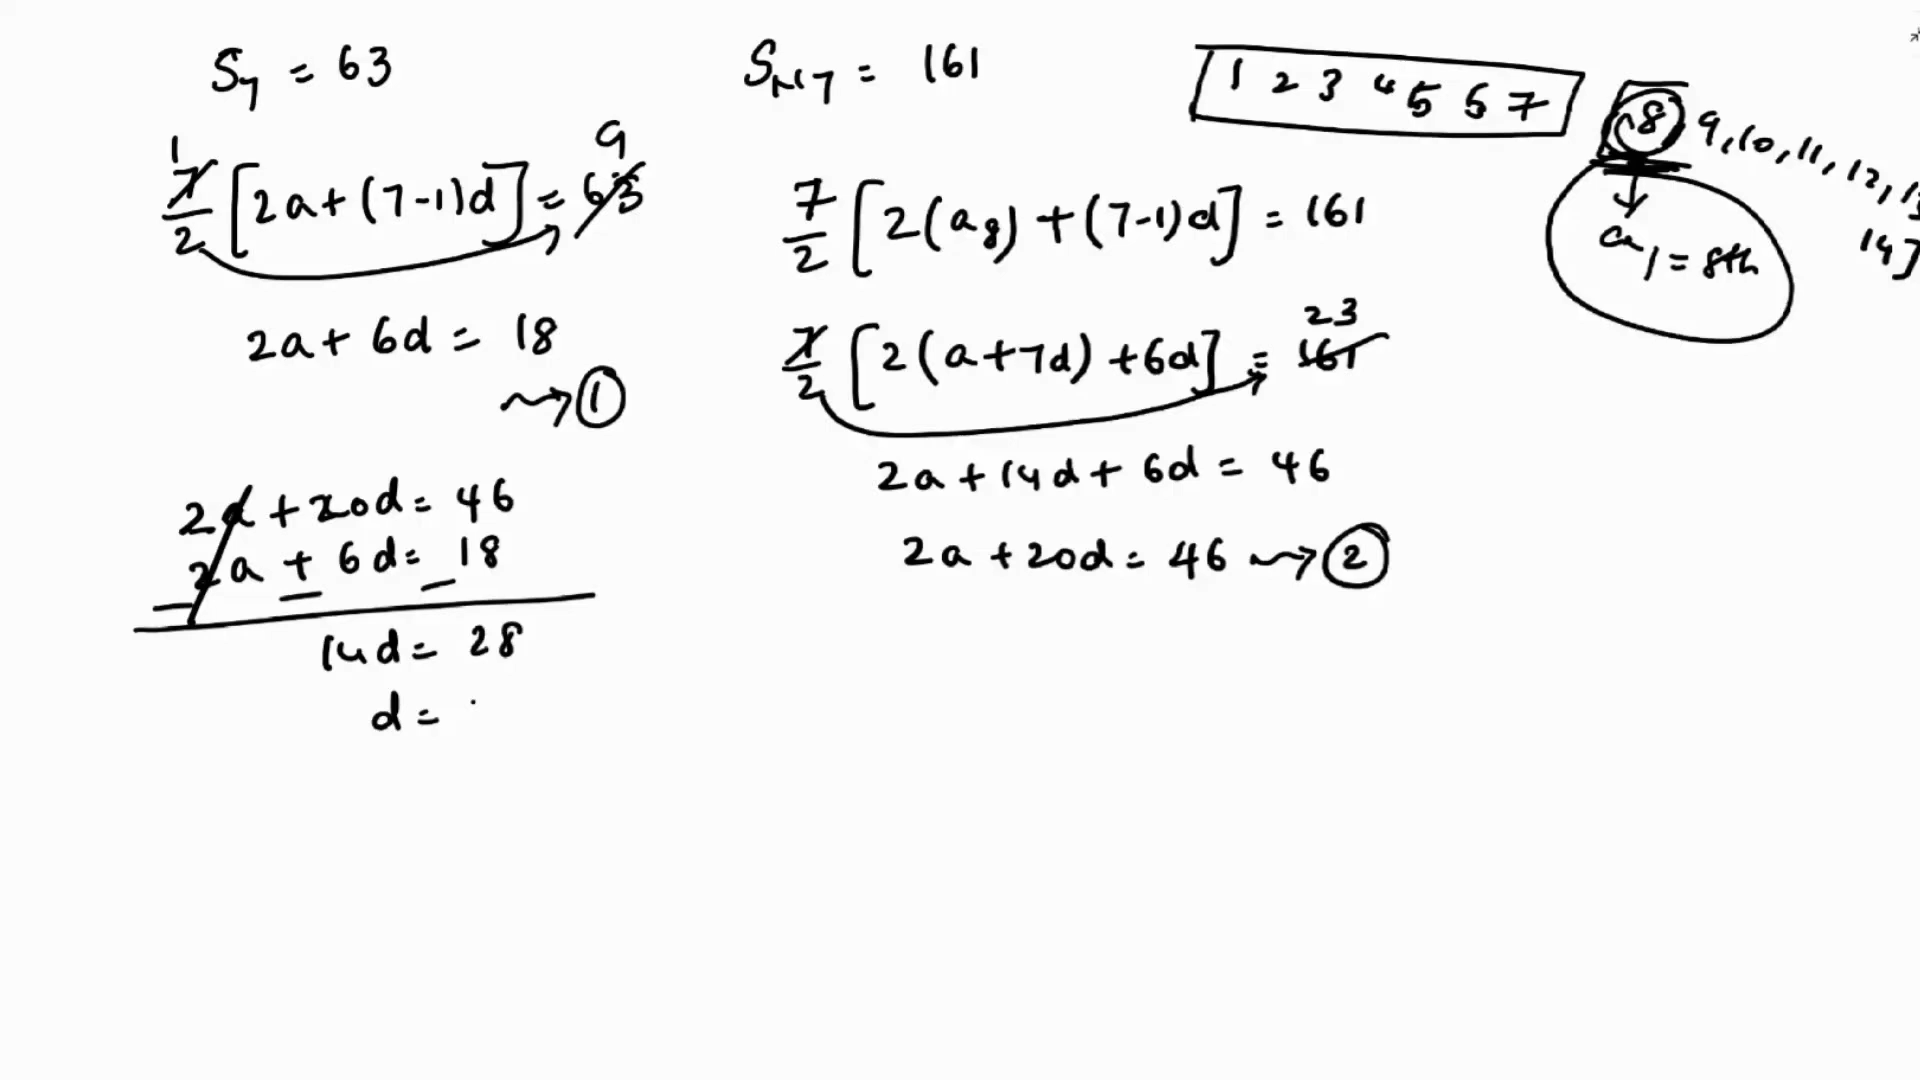 S7 = 63
1 9
7/2 [2a + (7-1)d] = 63
2a + 6d = 18
→ ①
2a + 20d = 46
2a + 6d = 18
− − −
14d = 28
d =
= 161
7/2 [2(a8) + (7-1)d] = 161
23
7/2 [2(a+7d) + 6d] = 161
2a + 14d + 6d = 46
2a + 20d = 46 → ②
1 2 3 4 5 6 7 8 9, 10, 11, 12,
14
a1 = 8th